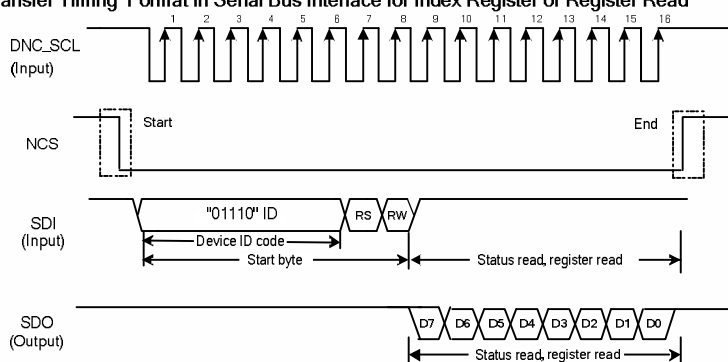 ansfer Timing Format in Serial Bus Interface for Index Register or Register Read
1 2 3 4 5 6 7 8 9 10 11 12 13 14 15 16
DNC_SCL
(Input)
NCS
Start
End
SDI
(Input)
"01110" ID
RS
RW
Device ID code
Start byte
Status read, register read
SDO
(Output)
D7 D6 D5 D4 D3 D2 D1 D0
Status read, register read